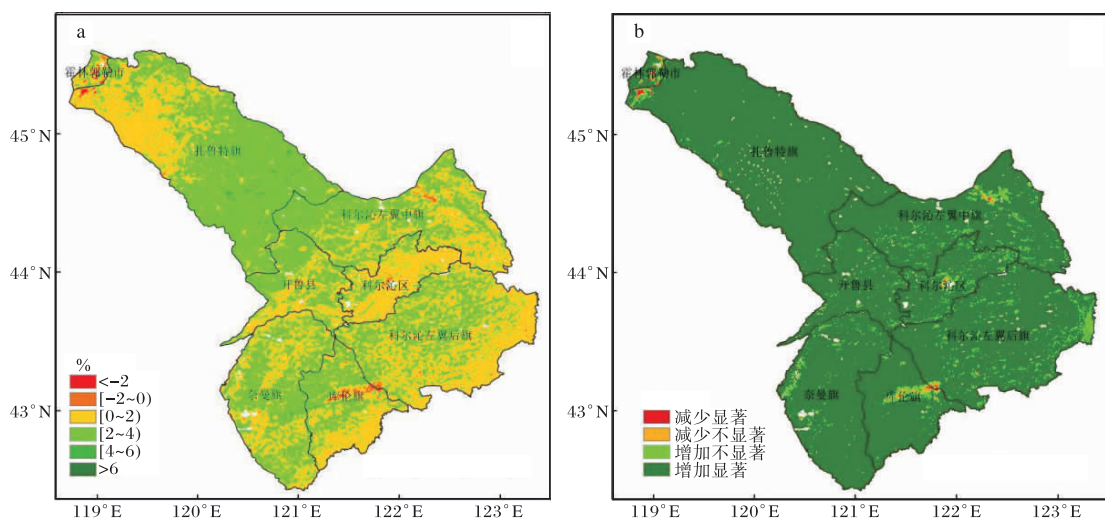 a
霍林郭勒市
扎鲁特旗
科尔沁左翼中旗
开鲁县
科尔沁区
科尔沁左翼后旗
奈曼旗
库伦旗
45°N
44°N
43°N
%
<-2
[-2~0)
[0~2)
[2~4)
[4~6)
>6
119°E
120°E
121°E
122°E
123°E
b
霍林郭勒市
扎鲁特旗
科尔沁左翼中旗
开鲁县
科尔沁区
科尔沁左翼后旗
奈曼旗
库伦旗
45°N
44°N
43°N
减少显著
减少不显著
增加不显著
增加显著
119°E
120°E
121°E
122°E
123°E